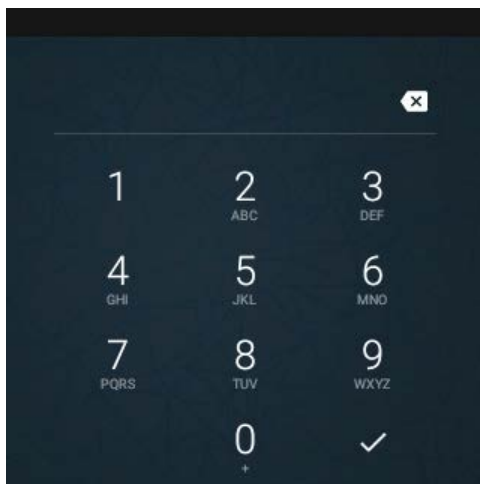 1 2 3
ABC DEF
4 5 6
GHI JKL MNO
7 8 9
PQRS TUV WXYZ
0
+